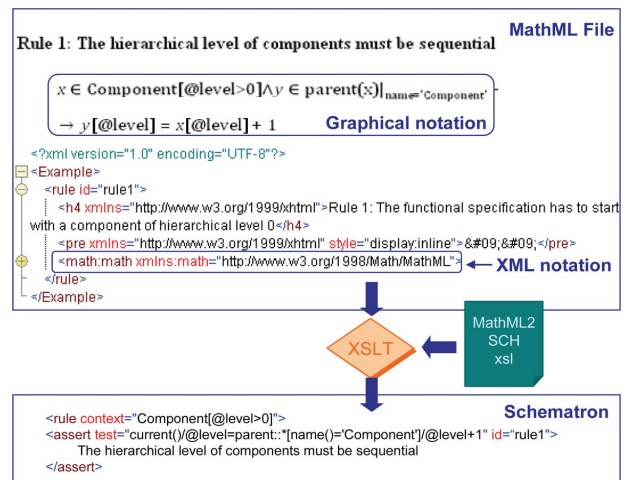 MathML File
Rule 1: The hierarchical level of components must be sequential
x ∈ Component[@level>0]∧y ∈ parent(x)|name='Component'
→ y[@level] = x[@level] + 1
Graphical notation
<?xml version="1.0" encoding="UTF-8"?>
<Example>
<rule id="rule1">
<h4 xmlns="http://www.w3.org/1999/xhtml">Rule 1: The functional specification has to start
with a component of hierarchical level 0</h4>
<pre xmlns="http://www.w3.org/1999/xhtml" style="display:inline">&#09;&#09;</pre>
<math:math xmlns:math="http://www.w3.org/1998/Math/MathML">
XML notation
</rule>
</Example>
XSLT
MathML2
SCH
xsl
Schematron
<rule context="Component[@level>0]">
<assert test="current()/@level=parent::*[name()='Component']/@level+1" id="rule1">
The hierarchical level of components must be sequential
</assert>